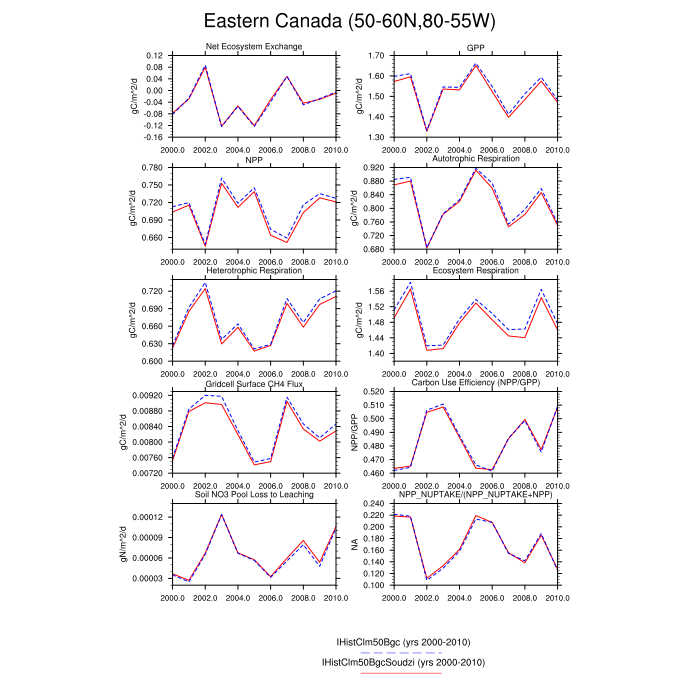 Eastern Canada (50-60N,80-55W)
Net Ecosystem Exchange
gC/m^2/d
0.12
0.08
0.04
0.00
-0.04
-0.08
-0.12
-0.16
2000.0 2002.0 2004.0 2006.0 2008.0 2010.0
GPP
gC/m^2/d
1.70
1.60
1.50
1.40
1.30
2000.0 2002.0 2004.0 2006.0 2008.0 2010.0
NPP
gC/m^2/d
0.780
0.750
0.720
0.690
0.660
2000.0 2002.0 2004.0 2006.0 2008.0 2010.0
Autotrophic Respiration
gC/m^2/d
0.920
0.880
0.840
0.800
0.760
0.720
0.680
2000.0 2002.0 2004.0 2006.0 2008.0 2010.0
Heterotrophic Respiration
gC/m^2/d
0.720
0.690
0.660
0.630
0.600
2000.0 2002.0 2004.0 2006.0 2008.0 2010.0
Ecosystem Respiration
gC/m^2/d
1.56
1.52
1.48
1.44
1.40
2000.0 2002.0 2004.0 2006.0 2008.0 2010.0
Gridcell Surface CH4 Flux
gC/m^2/d
0.00920
0.00880
0.00840
0.00800
0.00760
0.00720
2000.0 2002.0 2004.0 2006.0 2008.0 2010.0
Carbon Use Efficiency (NPP/GPP)
NPP/GPP
0.520
0.510
0.500
0.490
0.480
0.470
0.460
2000.0 2002.0 2004.0 2006.0 2008.0 2010.0
Soil NO3 Pool Loss to Leaching
gN/m^2/d
0.00012
0.00009
0.00006
0.00003
2000.0 2002.0 2004.0 2006.0 2008.0 2010.0
NPP_NUPTAKE/(NPP_NUPTAKE+NPP)
NA
0.240
0.220
0.200
0.180
0.160
0.140
0.120
0.100
2000.0 2002.0 2004.0 2006.0 2008.0 2010.0
IHistClm50Bgc (yrs 2000-2010)
IHistClm50BgcSoudzi (yrs 2000-2010)